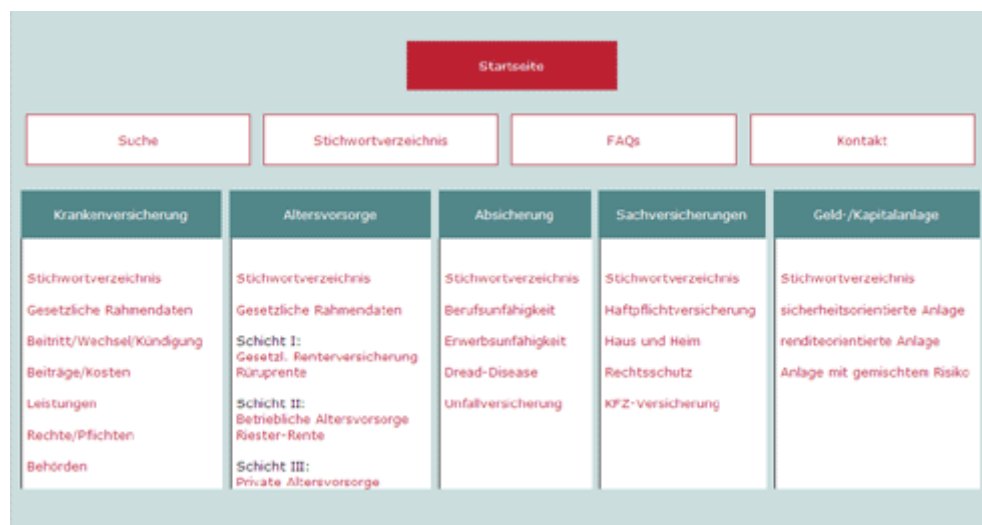 Startseite
Suche
Stichwortverzeichnis
FAQs
Kontakt
Krankenversicherung
Stichwortverzeichnis
Gesetzliche Rahmendaten
Beitritt/Wechsel/Kündigung
Beiträge/Kosten
Leistungen
Rechte/Pflichten
Behörden
Altersvorsorge
Stichwortverzeichnis
Gesetzliche Rahmendaten
Schicht I:
Gesetzl. Renterversicherung
Rüruprente
Schicht II:
Betriebliche Altersvorsorge
Riester-Rente
Schicht III:
Private Altersvorsorge
Absicherung
Stichwortverzeichnis
Berufsunfähigkeit
Erwerbsunfähigkeit
Dread-Disease
Unfallversicherung
Sachversicherungen
Stichwortverzeichnis
Haftpflichtversicherung
Haus und Heim
Rechtsschutz
KFZ-Versicherung
Geld-/Kapitalanlage
Stichwortverzeichnis
sicherheitsorientierte Anlage
renditeorientierte Anlage
Anlage mit gemischtem Risiko